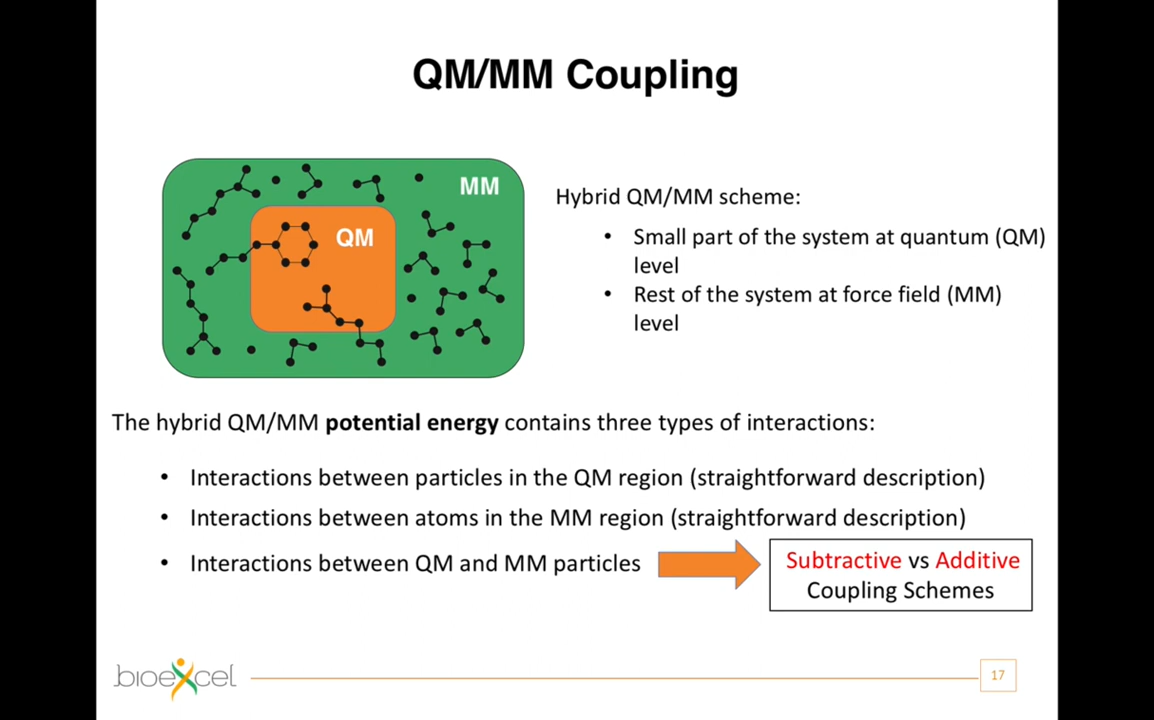 QM/MM Coupling
MM
QM
Hybrid QM/MM scheme:
• Small part of the system at quantum (QM)
level
• Rest of the system at force field (MM)
level
The hybrid QM/MM potential energy contains three types of interactions:
• Interactions between particles in the QM region (straightforward description)
• Interactions between atoms in the MM region (straightforward description)
• Interactions between QM and MM particles
Subtractive vs Additive
Coupling Schemes
bioexcel
17